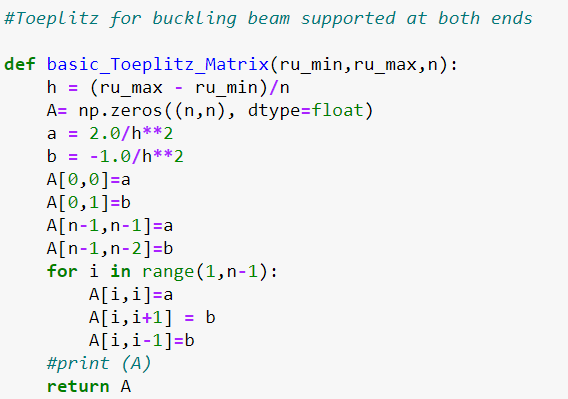 #Toeplitz for buckling beam supported at both ends
def basic_Toeplitz_Matrix(ru_min,ru_max,n):
    h = (ru_max - ru_min)/n
    A= np.zeros((n,n), dtype=float)
    a = 2.0/h**2
    b = -1.0/h**2
    A[0,0]=a
    A[0,1]=b
    A[n-1,n-1]=a
    A[n-1,n-2]=b
    for i in range(1,n-1):
        A[i,i]=a
        A[i,i+1] = b
        A[i,i-1]=b
    #print (A)
    return A